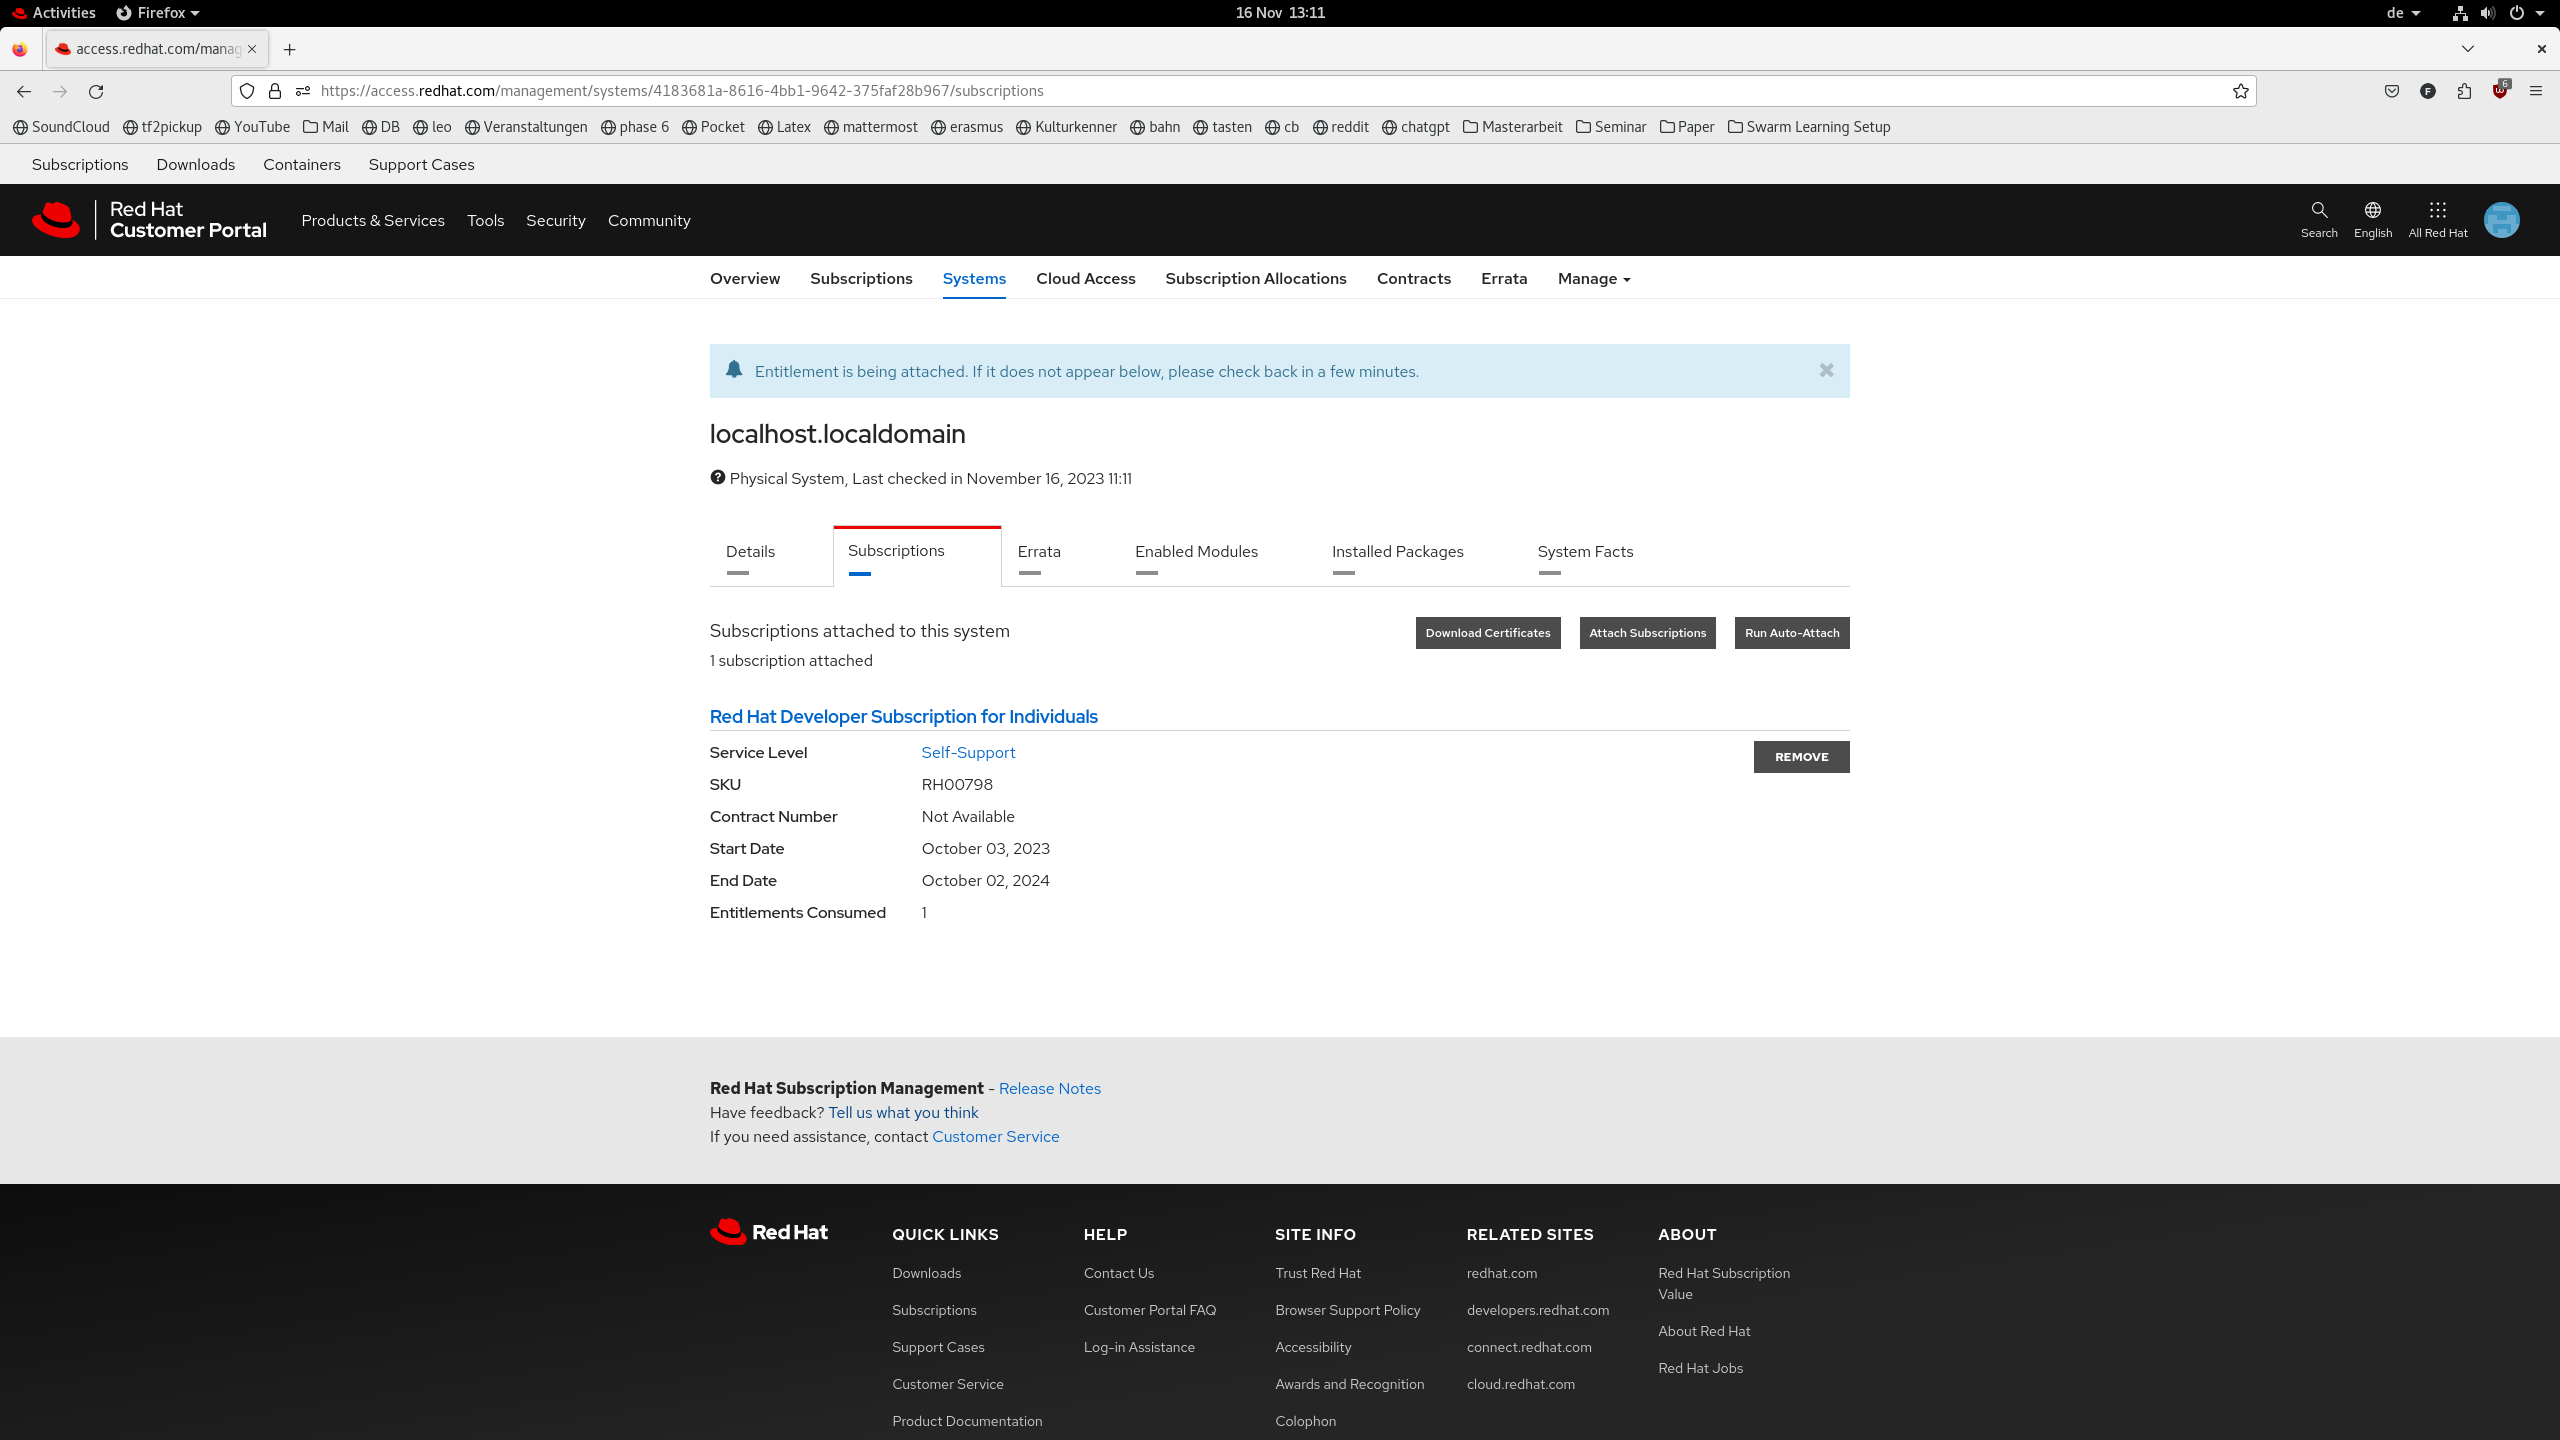 Activities Firefox 16 Nov 13:11 de
access.redhat.com/manag
https://access.redhat.com/management/systems/4183681a-8616-4bb1-9642-375faf28b967/subscriptions
F 6
SoundCloud tf2pickup YouTube Mail DB leo Veranstaltungen phase 6 Pocket Latex mattermost erasmus Kulturkenner bahn tasten cb reddit chatgpt Masterarbeit Seminar Paper Swarm Learning Setup
Subscriptions Downloads Containers Support Cases
Red Hat
Customer Portal
Products & Services Tools Security Community
Search English All Red Hat
Overview Subscriptions Systems Cloud Access Subscription Allocations Contracts Errata Manage
Entitlement is being attached. If it does not appear below, please check back in a few minutes.
localhost.localdomain
Physical System, Last checked in November 16, 2023 11:11
Details Subscriptions Errata Enabled Modules Installed Packages System Facts
Subscriptions attached to this system
Download Certificates Attach Subscriptions Run Auto-Attach
1 subscription attached
Red Hat Developer Subscription for Individuals
Service Level Self-Support
REMOVE
SKU RH00798
Contract Number Not Available
Start Date October 03, 2023
End Date October 02, 2024
Entitlements Consumed 1
Red Hat Subscription Management - Release Notes
Have feedback? Tell us what you think
If you need assistance, contact Customer Service
Red Hat
QUICK LINKS
Downloads
Subscriptions
Support Cases
Customer Service
Product Documentation
HELP
Contact Us
Customer Portal FAQ
Log-in Assistance
SITE INFO
Trust Red Hat
Browser Support Policy
Accessibility
Awards and Recognition
Colophon
RELATED SITES
redhat.com
developers.redhat.com
connect.redhat.com
cloud.redhat.com
ABOUT
Red Hat Subscription
Value
About Red Hat
Red Hat Jobs